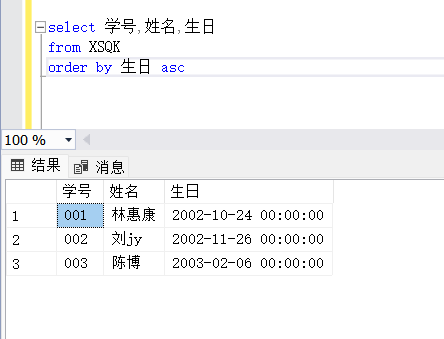 select 学号,姓名,生日
from XSQK
order by 生日 asc
100 %
结果 消息
学号 姓名 生日
1 001 林惠康 2002-10-24 00:00:00
2 002 刘jy 2002-11-26 00:00:00
3 003 陈博 2003-02-06 00:00:00